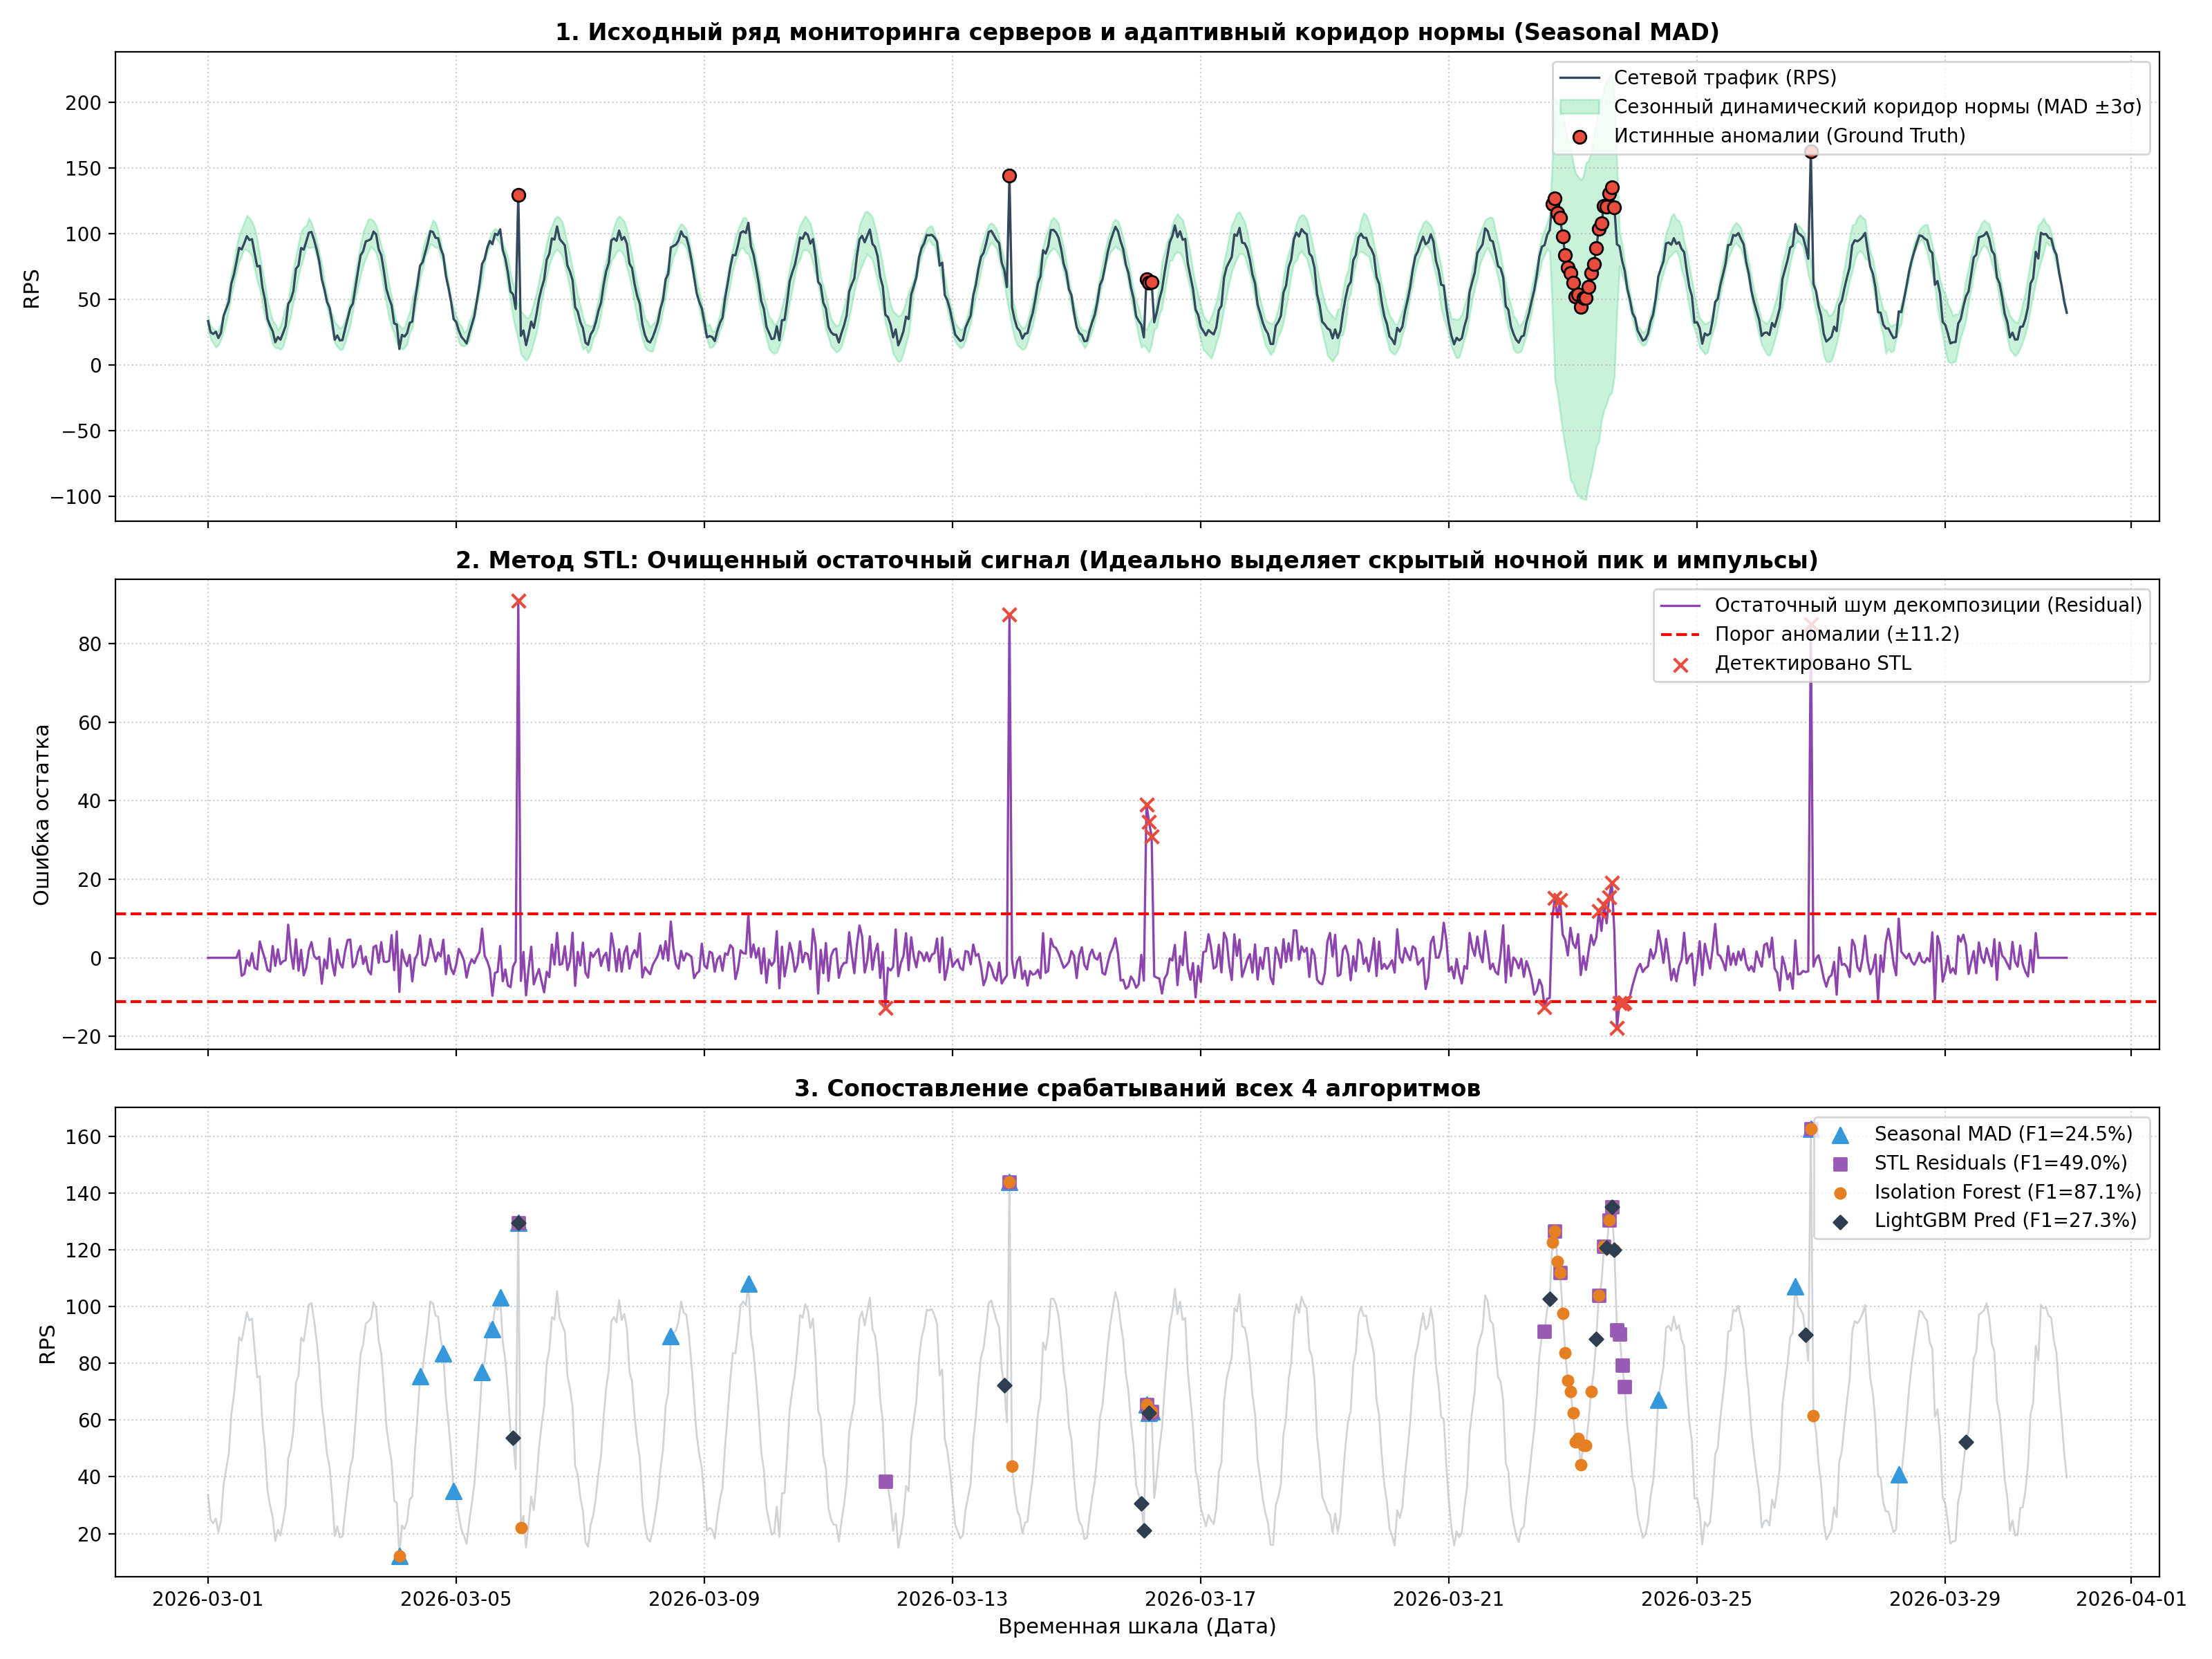 1. Исходный ряд мониторинга серверов и адаптивный коридор нормы (Seasonal MAD)
Сетевой трафик (RPS)
Сезонный динамический коридор нормы (MAD ±3σ)
Истинные аномалии (Ground Truth)
RPS
200
150
100
50
0
−50
−100
2. Метод STL: Очищенный остаточный сигнал (Идеально выделяет скрытый ночной пик и импульсы)
Остаточный шум декомпозиции (Residual)
Порог аномалии (±11.2)
Детектировано STL
Ошибка остатка
80
60
40
20
0
−20
3. Сопоставление срабатываний всех 4 алгоритмов
Seasonal MAD (F1=24.5%)
STL Residuals (F1=49.0%)
Isolation Forest (F1=87.1%)
LightGBM Pred (F1=27.3%)
RPS
160
140
120
100
80
60
40
20
2026-03-01 2026-03-05 2026-03-09 2026-03-13 2026-03-17 2026-03-21 2026-03-25 2026-03-29 2026-04-01
Временная шкала (Дата)